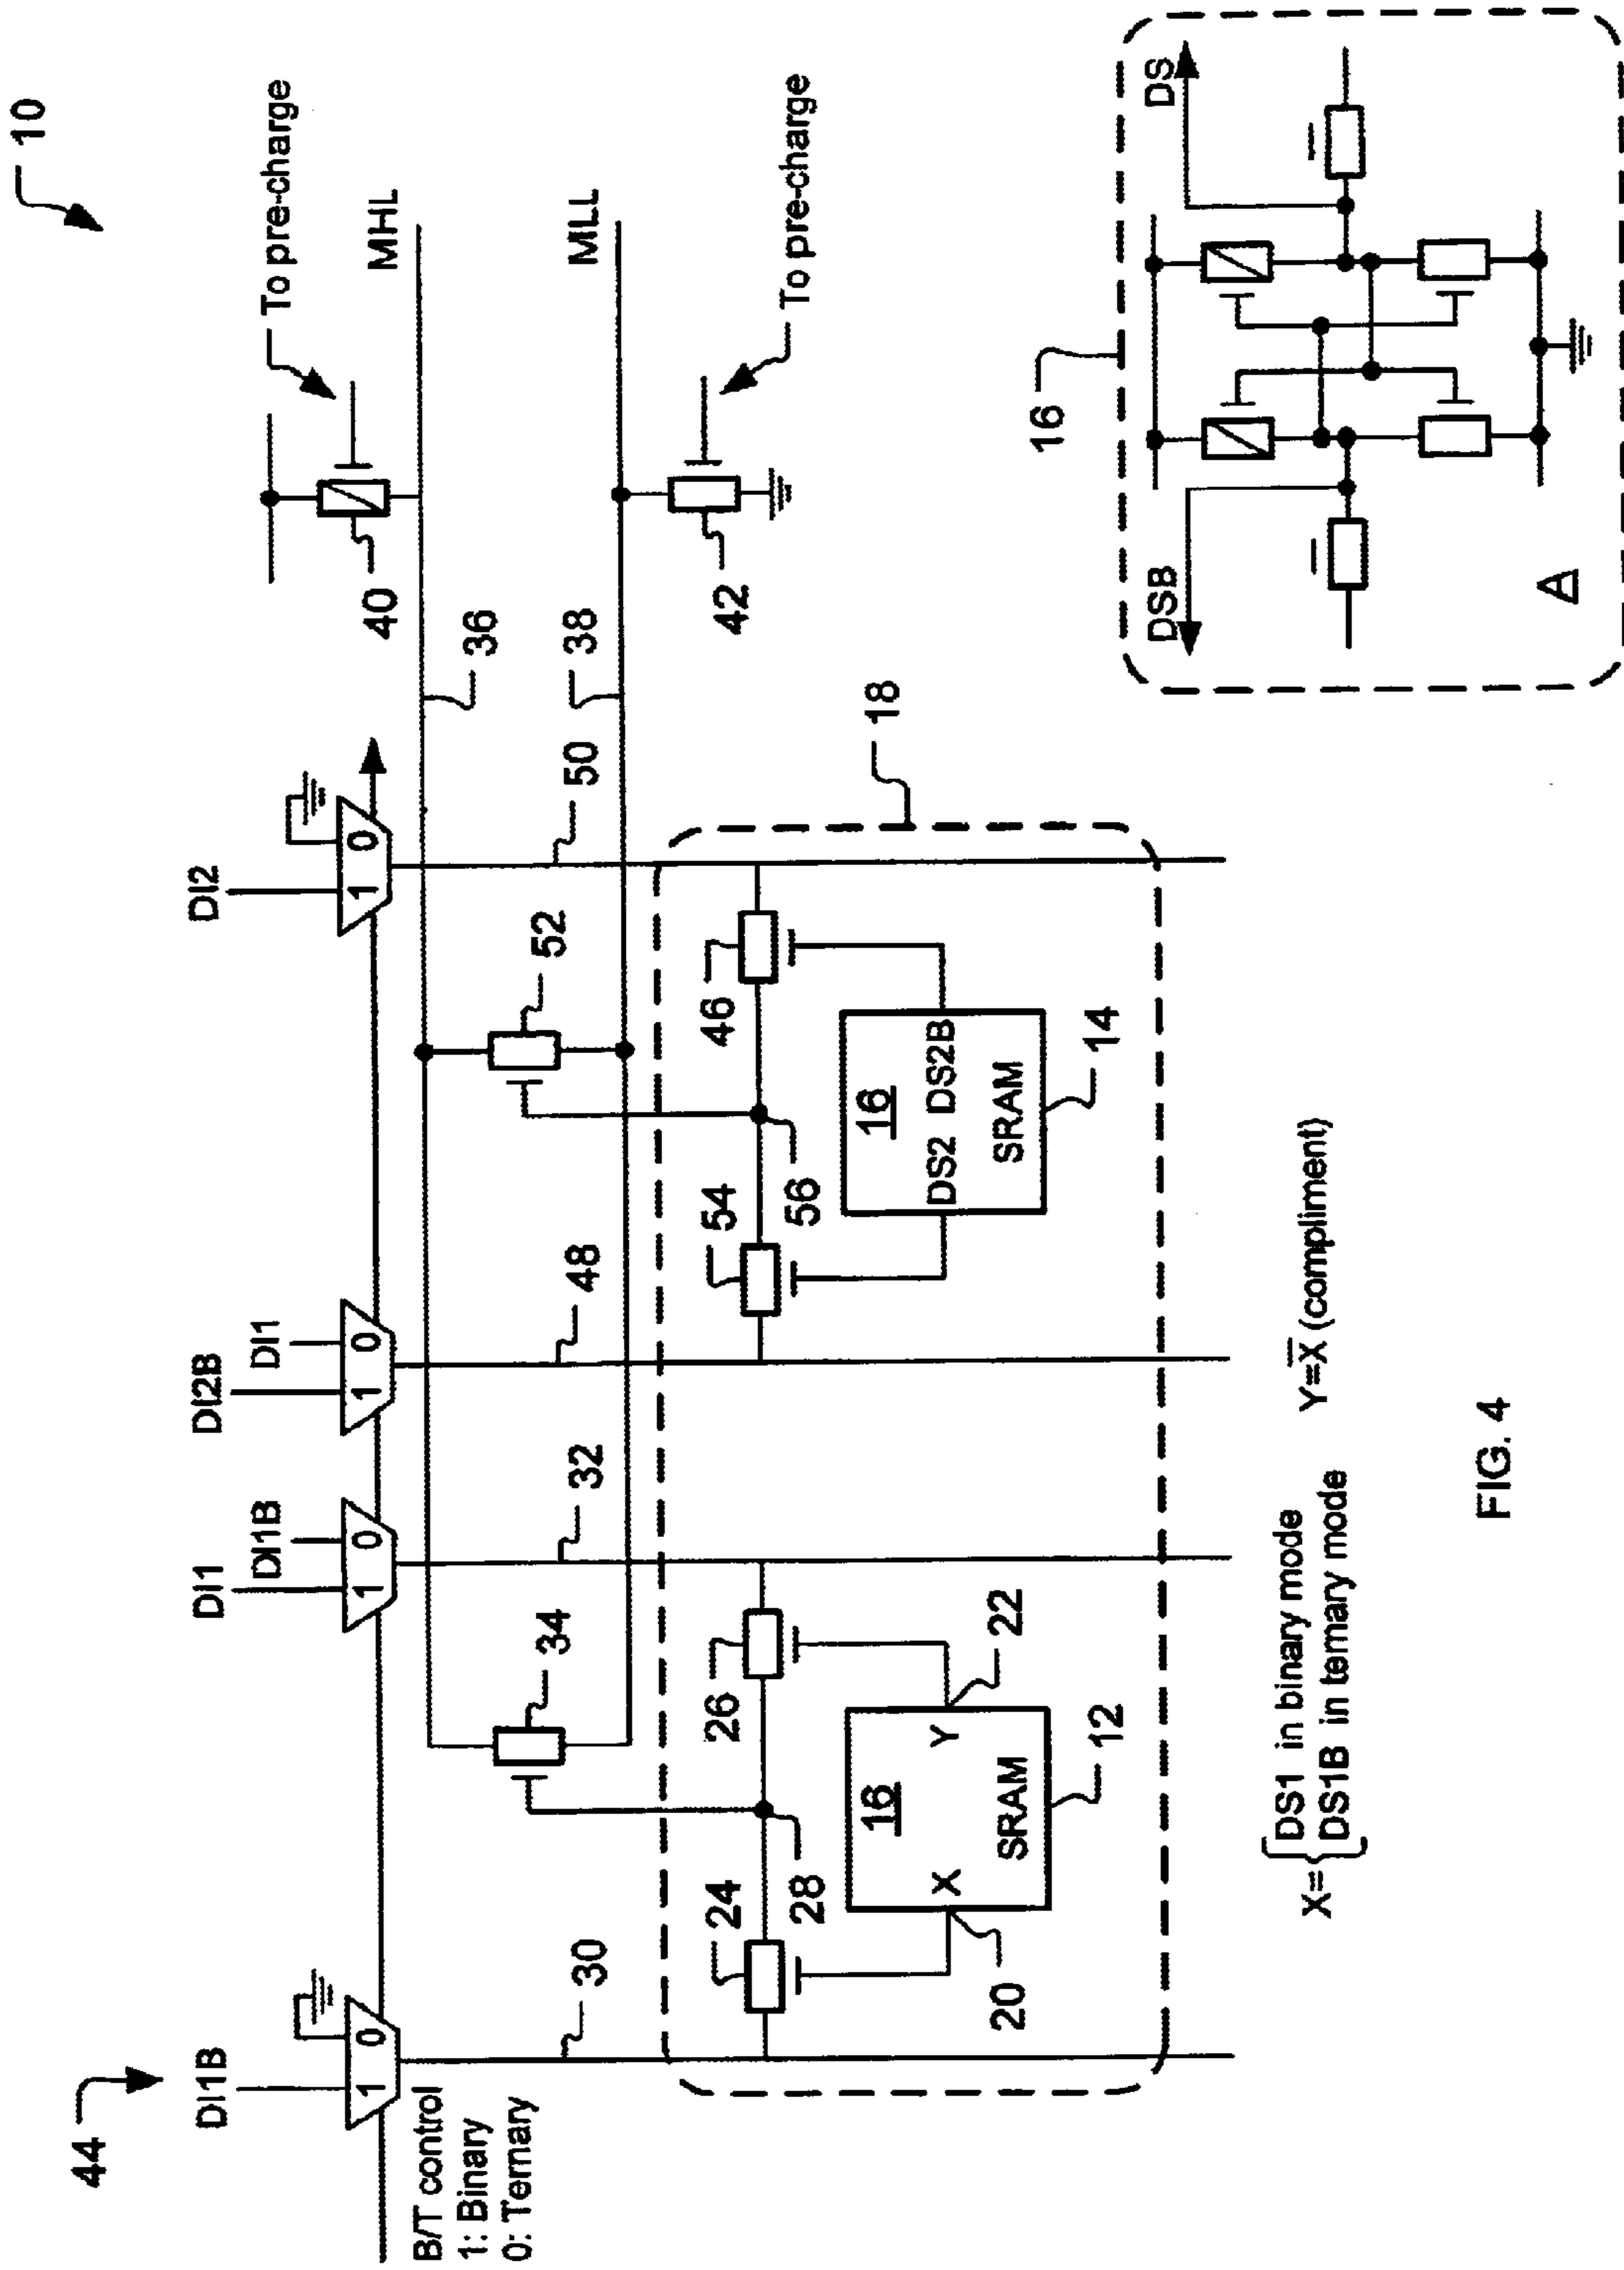 10
44
DI1B
DI1
DI1B
DI2B
DI1
DI2
To pre-charge
1 0
1 0
1 0
1 0
B/T control
1: Binary
0: Ternary
40
MHL
36
30
34
32
48
52
50
38
MLL
42
To pre-charge
18
24
26
54
46
28
56
X
16
Y
SRAM
DS2
16
DS2B
SRAM
20
22
12
14
16
DSB
DS
A
X= DS1 in binary mode
DS1B in ternary mode
Y=X̅ (compliment)
FIG. 4